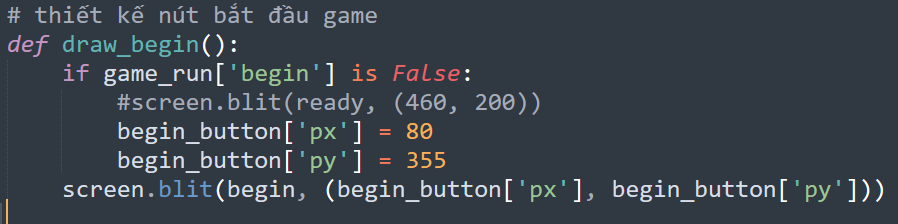 # thiết kế nút bắt đầu game
def draw_begin():
    if game_run['begin'] is False:
        #screen.blit(ready, (460, 200))
        begin_button['px'] = 80
        begin_button['py'] = 355
    screen.blit(begin, (begin_button['px'], begin_button['py']))